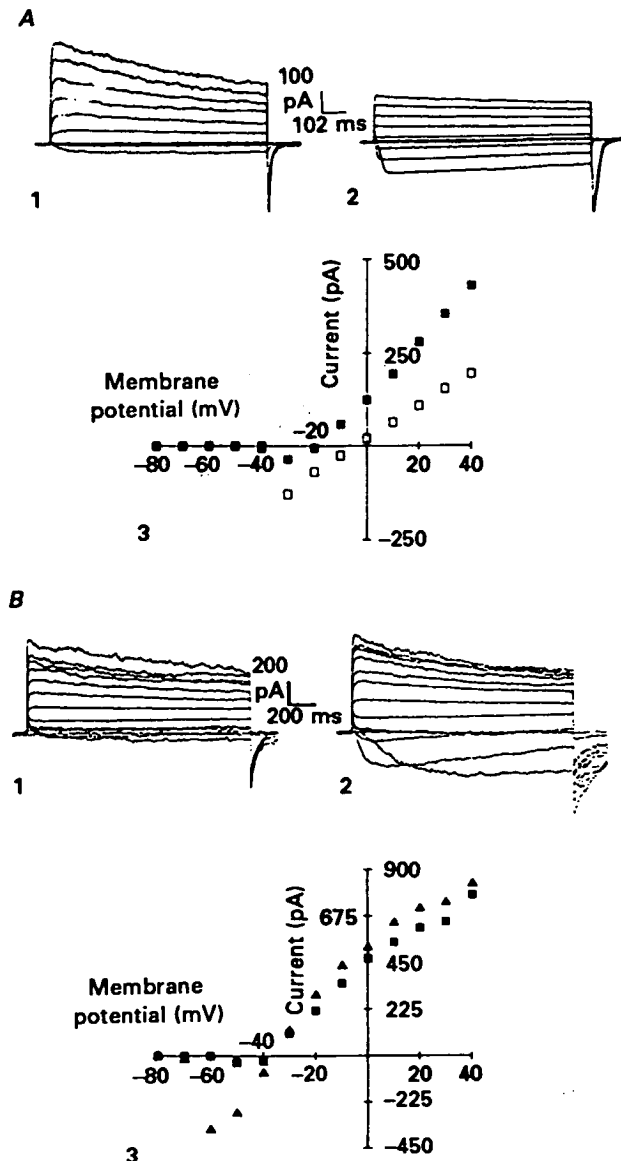 A
100
pA
102 ms
1
2
500
Current (pA)
250
Membrane
potential (mV)
-20
-80 -60 -40 20 40
-250
3
B
200
pA
200 ms
1
2
900
Current (pA)
675
450
Membrane
potential (mV)
225
-40
-80 -60 -20 20 40
-225
-450
3